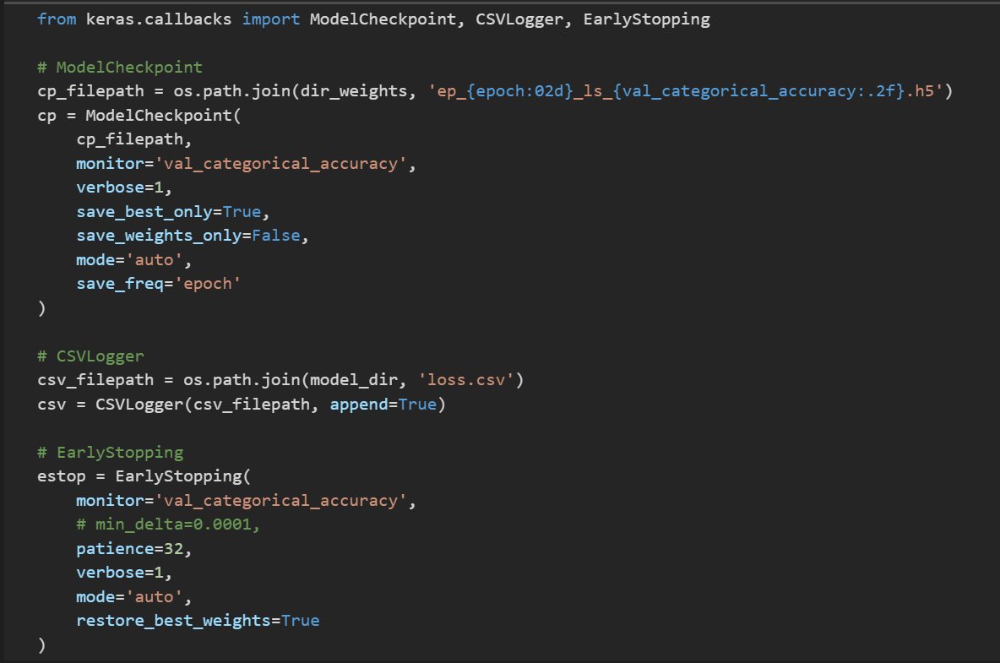 from keras.callbacks import ModelCheckpoint, CSVLogger, EarlyStopping

# ModelCheckpoint
cp_filepath = os.path.join(dir_weights, 'ep_{epoch:02d}_ls_{val_categorical_accuracy:.2f}.h5')
cp = ModelCheckpoint(
    cp_filepath,
    monitor='val_categorical_accuracy',
    verbose=1,
    save_best_only=True,
    save_weights_only=False,
    mode='auto',
    save_freq='epoch'
)

# CSVLogger
csv_filepath = os.path.join(model_dir, 'loss.csv')
csv = CSVLogger(csv_filepath, append=True)

# EarlyStopping
estop = EarlyStopping(
    monitor='val_categorical_accuracy',
    # min_delta=0.0001,
    patience=32,
    verbose=1,
    mode='auto',
    restore_best_weights=True
)